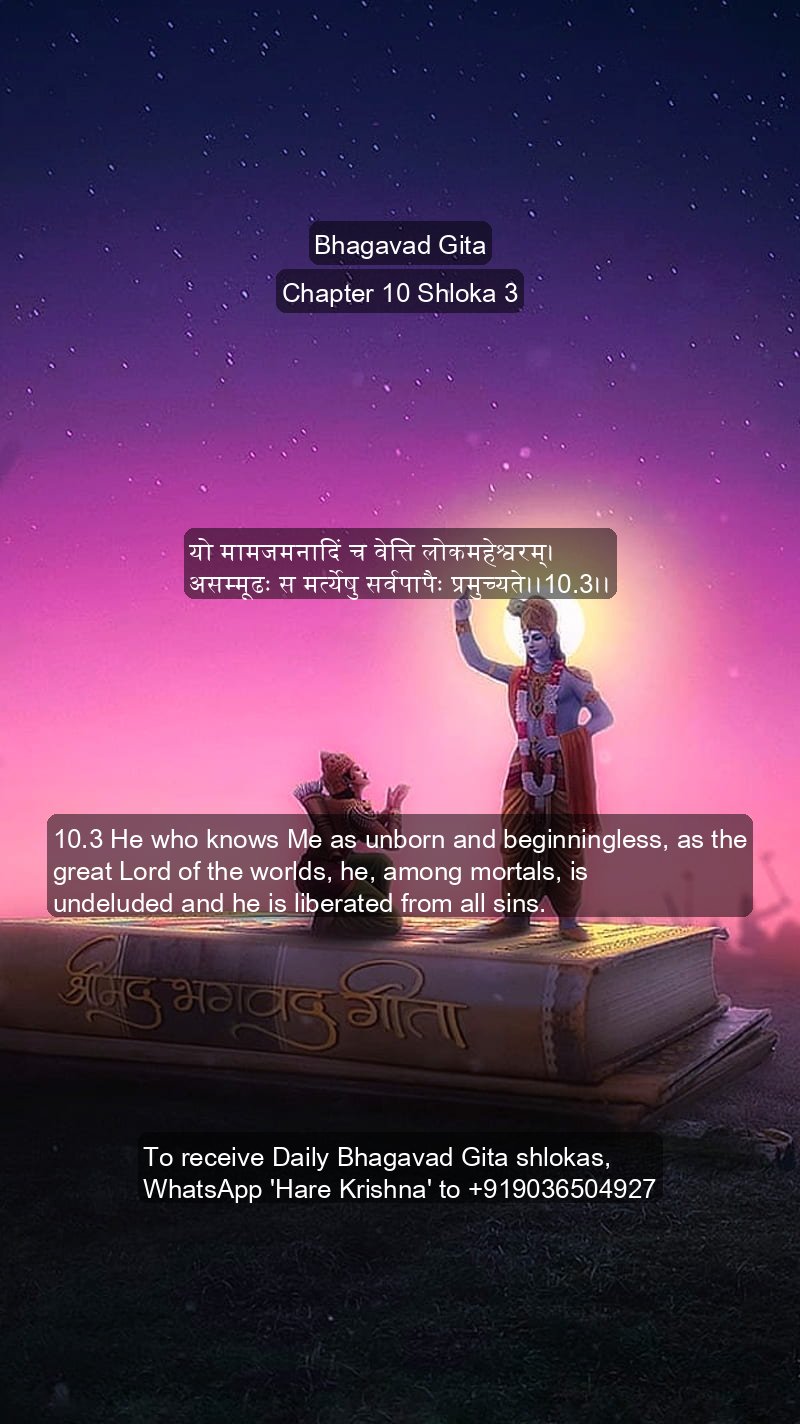 Bhagavad Gita
Chapter 10 Shloka 3
यो मामजमनादिं च वेत्ति लोकमहेश्वरम्।
असम्मूढः स मर्त्येषु सर्वपापैः प्रमुच्यते।।10.3।।
10.3 He who knows Me as unborn and beginningless, as the
great Lord of the worlds, he, among mortals, is
undeluded and he is liberated from all sins.
श्रीमद भगवद गीता
To receive Daily Bhagavad Gita shlokas,
WhatsApp 'Hare Krishna' to +919036504927